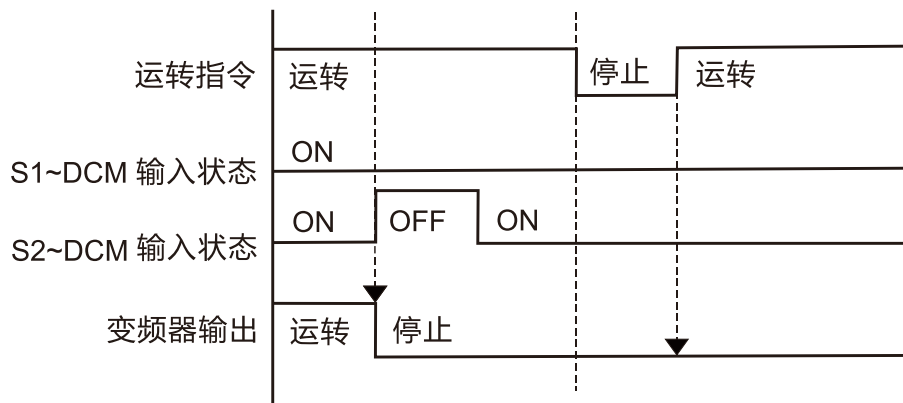 运转指令 运转 停止 运转
S1~DCM 输入状态 ON
S2~DCM 输入状态 ON OFF ON
变频器输出 运转 停止